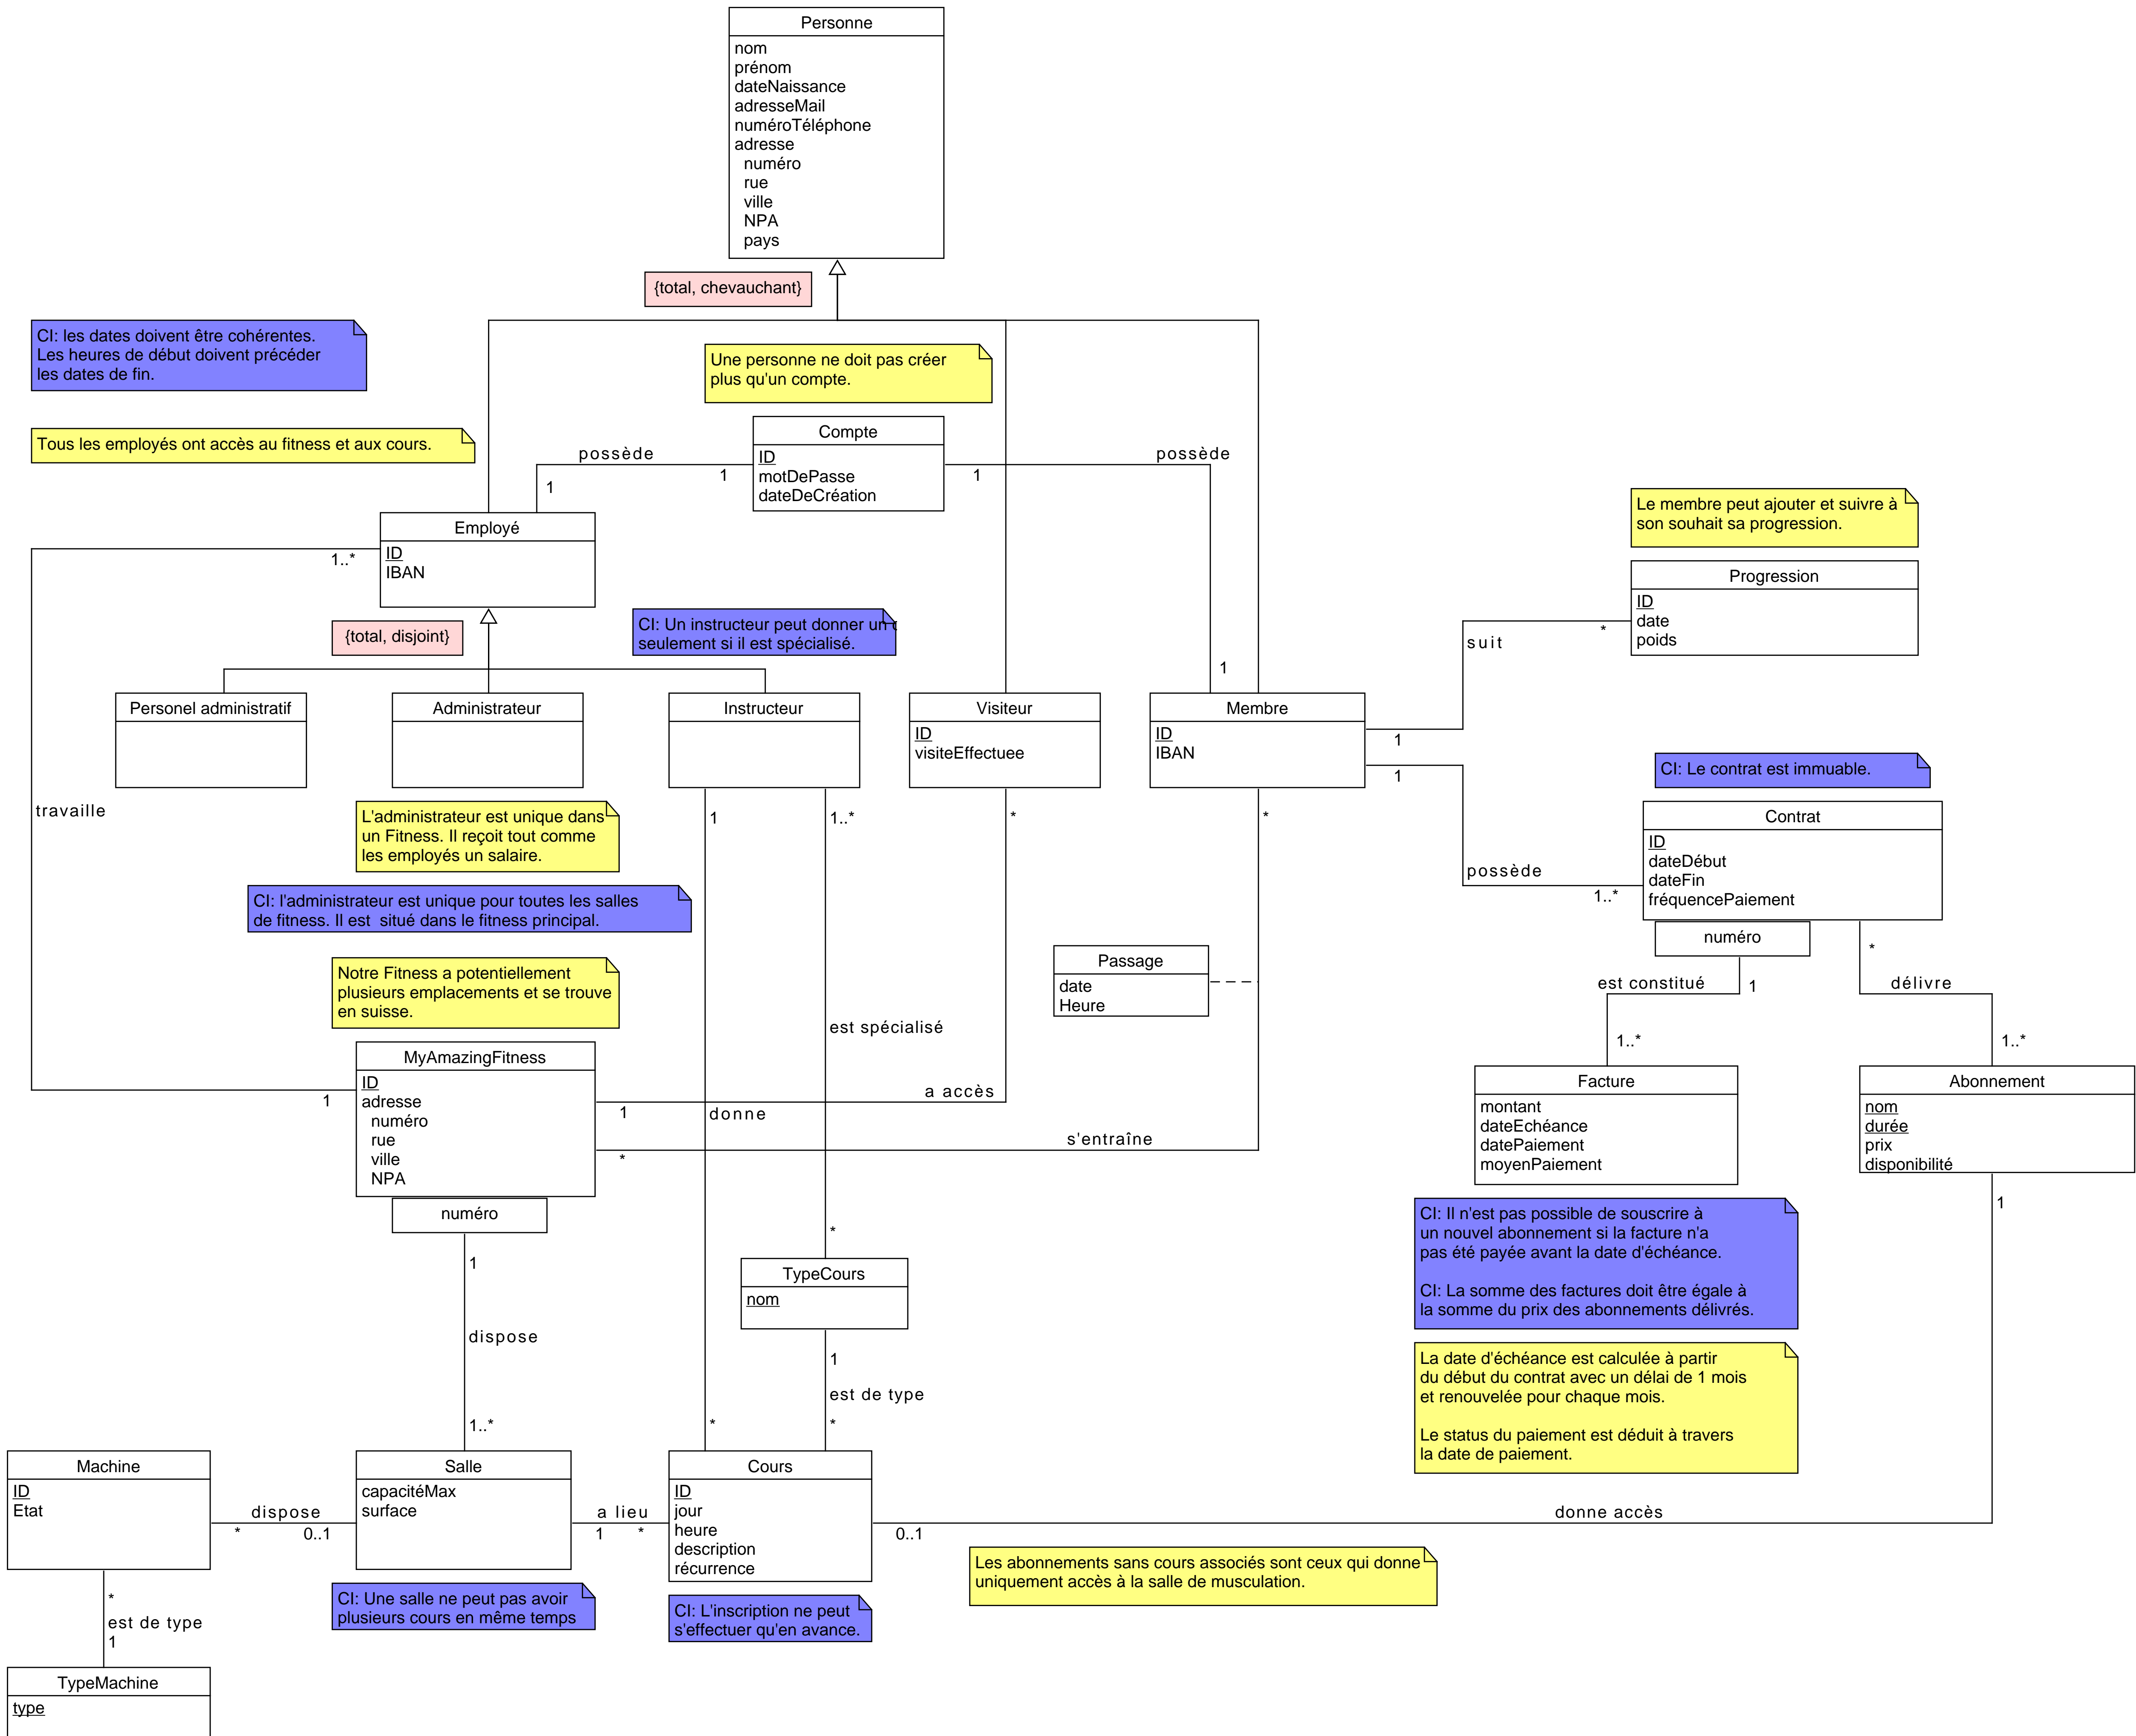 Personne
nom
prénom
dateNaissance
adresseMail
numéroTéléphone
adresse
numéro
rue
ville
NPA
pays
{total, chevauchant}
CI: les dates doivent être cohérentes.
Les heures de début doivent précéder
les dates de fin.
Une personne ne doit pas créer
plus qu'un compte.
Tous les employés ont accès au fitness et aux cours.
Compte
ID
motDePasse
dateDeCréation
possède
1
1
possède
1
1
Employé
ID
IBAN
1..*
travaille
1
{total, disjoint}
CI: Un instructeur peut donner un
seulement si il est spécialisé.
Le membre peut ajouter et suivre à
son souhait sa progression.
Progression
ID
date
poids
suit
*
1
Personel administratif
Administrateur
Instructeur
Visiteur
ID
visiteEffectuee
Membre
ID
IBAN
1
possède
1..*
CI: Le contrat est immuable.
Contrat
ID
dateDébut
dateFin
fréquencePaiement
numéro
L'administrateur est unique dans
un Fitness. Il reçoit tout comme
les employés un salaire.
CI: l'administrateur est unique pour toutes les salles
de fitness. Il est  situé dans le fitness principal.
Notre Fitness a potentiellement
plusieurs emplacements et se trouve
en suisse.
1
1..*
*
*
Passage
date
Heure
est constitué
1
1..*
*
délivre
1..*
est spécialisé
MyAmazingFitness
ID
adresse
numéro
rue
ville
NPA
numéro
a accès
1
donne
s'entraîne
*
Facture
montant
dateEchéance
datePaiement
moyenPaiement
Abonnement
nom
durée
prix
disponibilité
1
CI: Il n'est pas possible de souscrire à
un nouvel abonnement si la facture n'a
pas été payée avant la date d'échéance.
CI: La somme des factures doit être égale à
la somme du prix des abonnements délivrés.
La date d'échéance est calculée à partir
du début du contrat avec un délai de 1 mois
et renouvelée pour chaque mois.
Le status du paiement est déduit à travers
la date de paiement.
1
dispose
1..*
*
TypeCours
nom
1
est de type
*
*
Machine
ID
Etat
dispose
*
0..1
Salle
capacitéMax
surface
a lieu
1
*
Cours
ID
jour
heure
description
récurrence
0..1
donne accès
Les abonnements sans cours associés sont ceux qui donne
uniquement accès à la salle de musculation.
CI: Une salle ne peut pas avoir
plusieurs cours en même temps
CI: L'inscription ne peut
s'effectuer qu'en avance.
*
est de type
1
TypeMachine
type